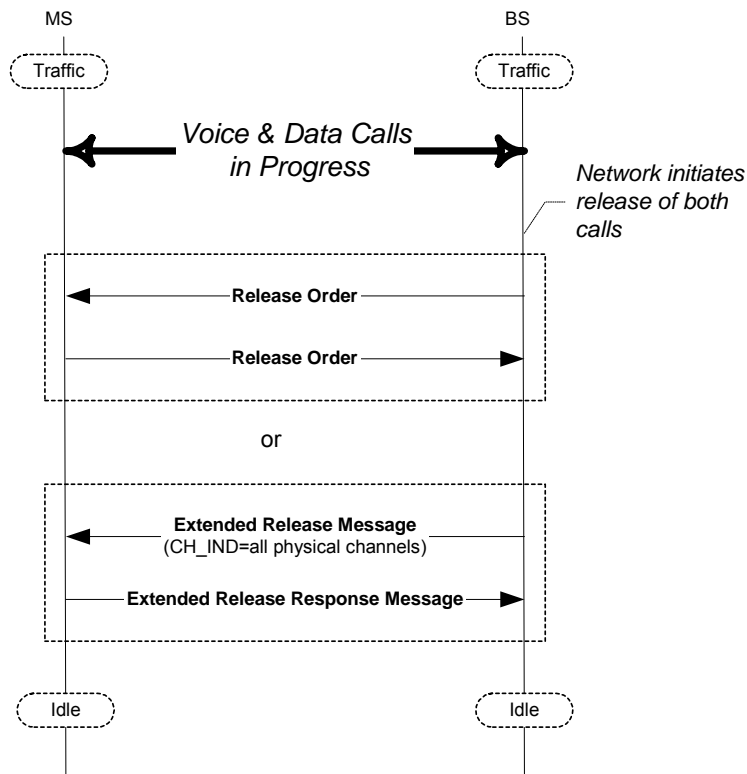 MS
BS
Traffic
Traffic
Voice & Data Calls
in Progress
Network initiates
release of both
calls
Release Order
Release Order
or
Extended Release Message
(CH_IND=all physical channels)
Extended Release Response Message
Idle
Idle